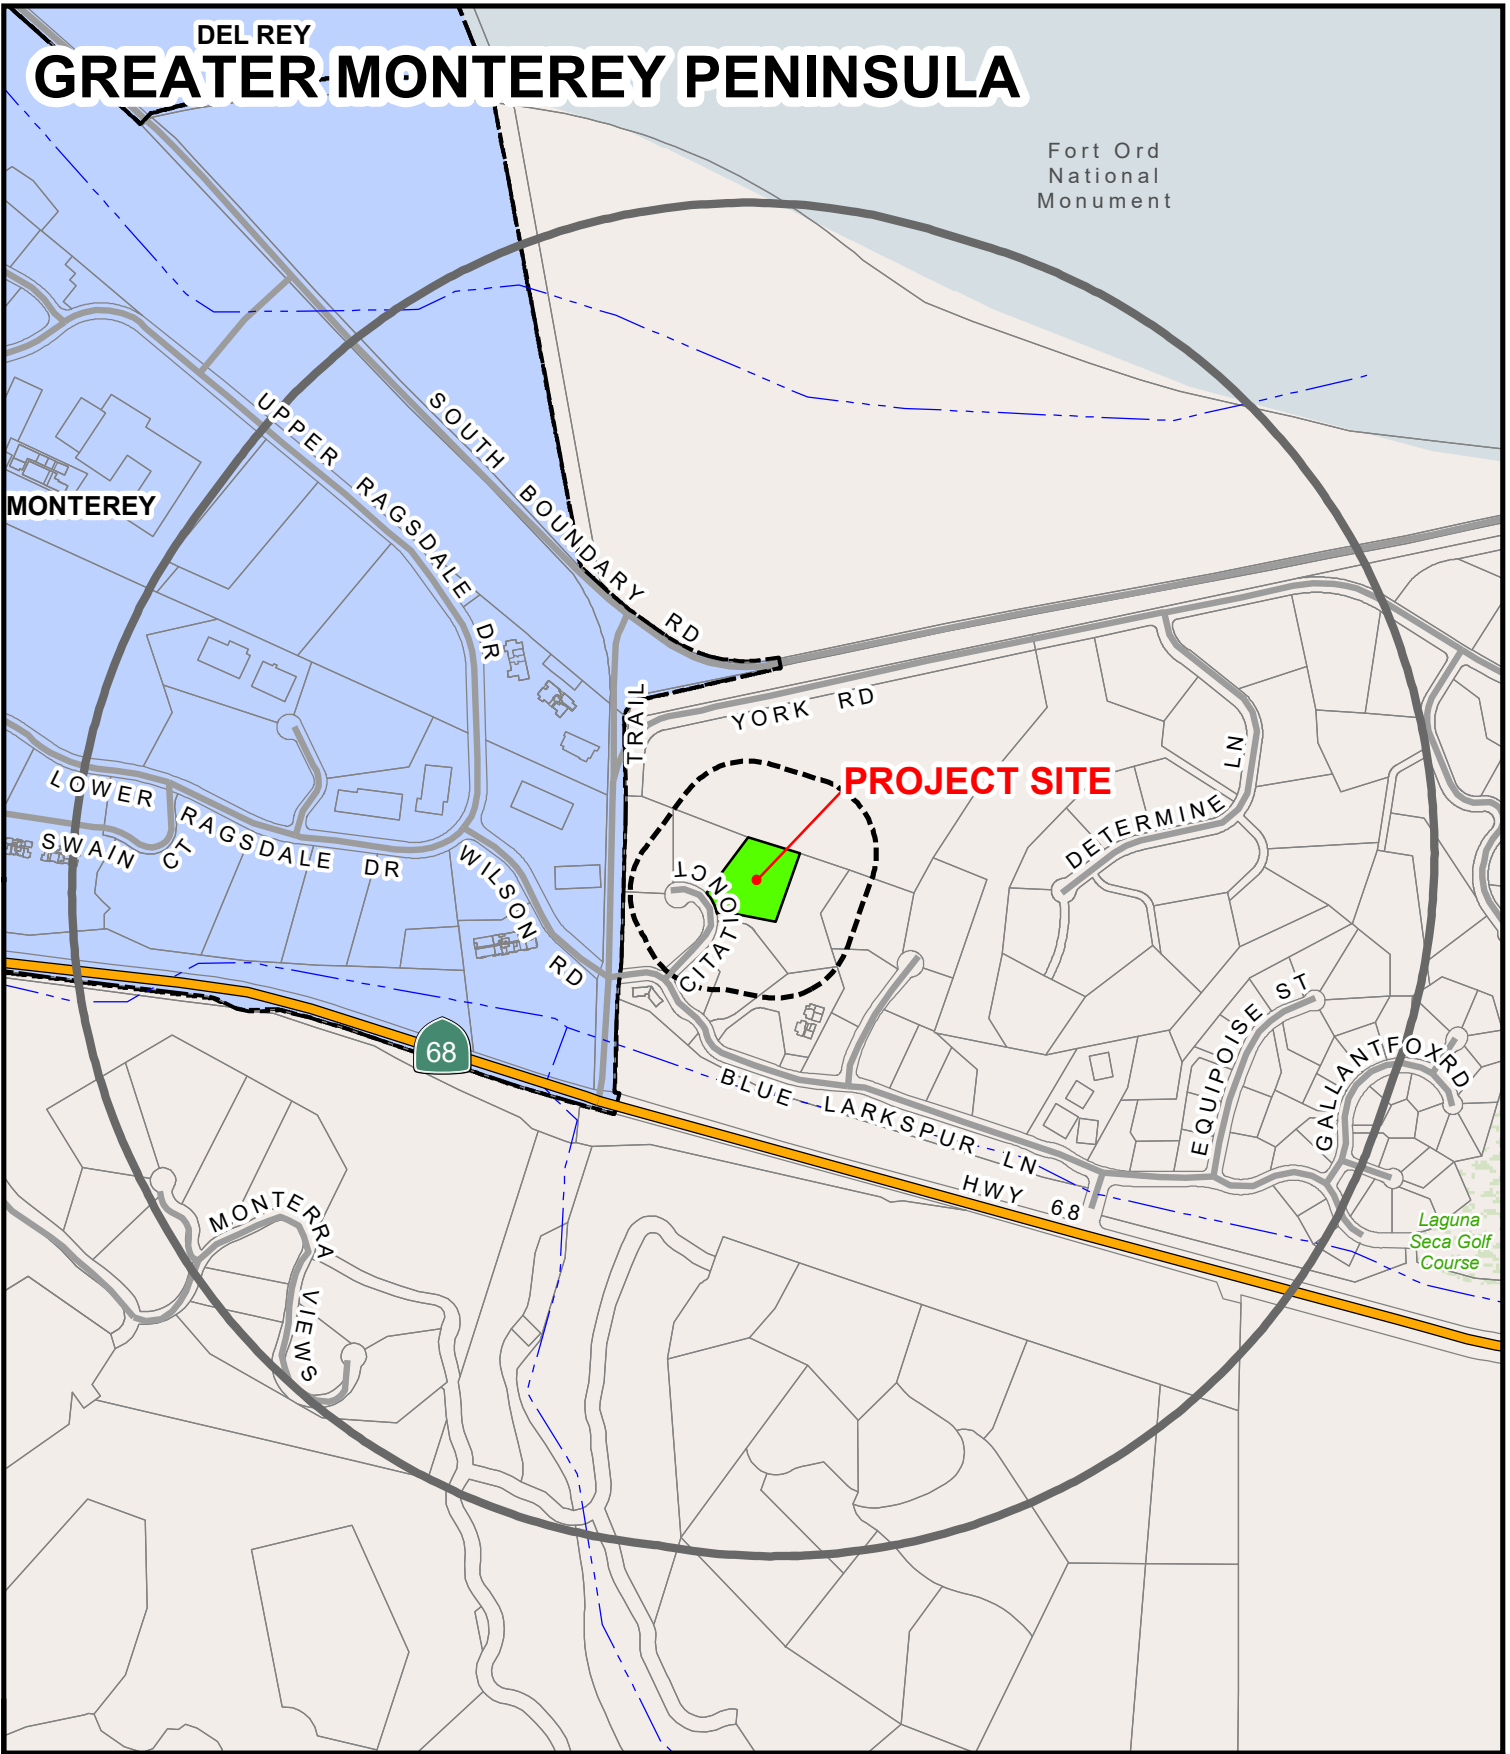 DEL REY
GREATER MONTEREY PENINSULA
Fort Ord
National
Monument
UPPER RAGSDALE DR
SOUTH BOUNDARY RD
MONTEREY
TRAIL
YORK RD
PROJECT SITE
LN
DETERMINE
LOWER RAGSDALE DR
SWAIN CT
WILSON RD
CITATION CT
EQUIPOISE ST
GALLANT FOX RD
68
BLUE LARKSPUR LN
HWY 68
MONTERRA VIEWS
Laguna
Seca Golf
Course